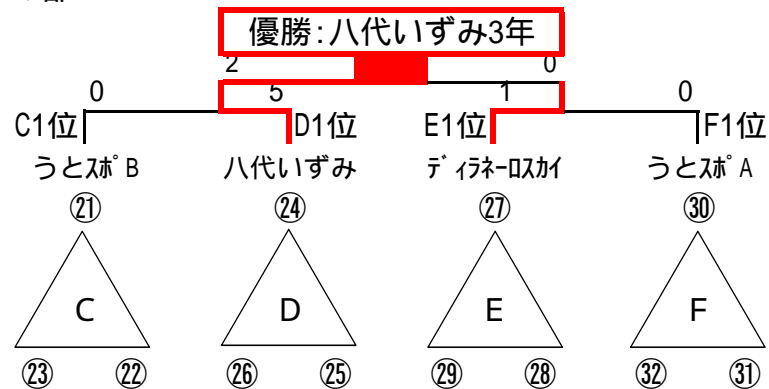 優勝:八代いずみ3年
2 0
0 5 1 0
C1位 D1位 E1位 F1位
うとスポB 八代いずみ ディラネーロスカイ うとスポA
㉑ ㉔ ㉗ ㉚
C D E F
㉓ ㉒ ㉖ ㉕ ㉙ ㉘ ㉜ ㉛